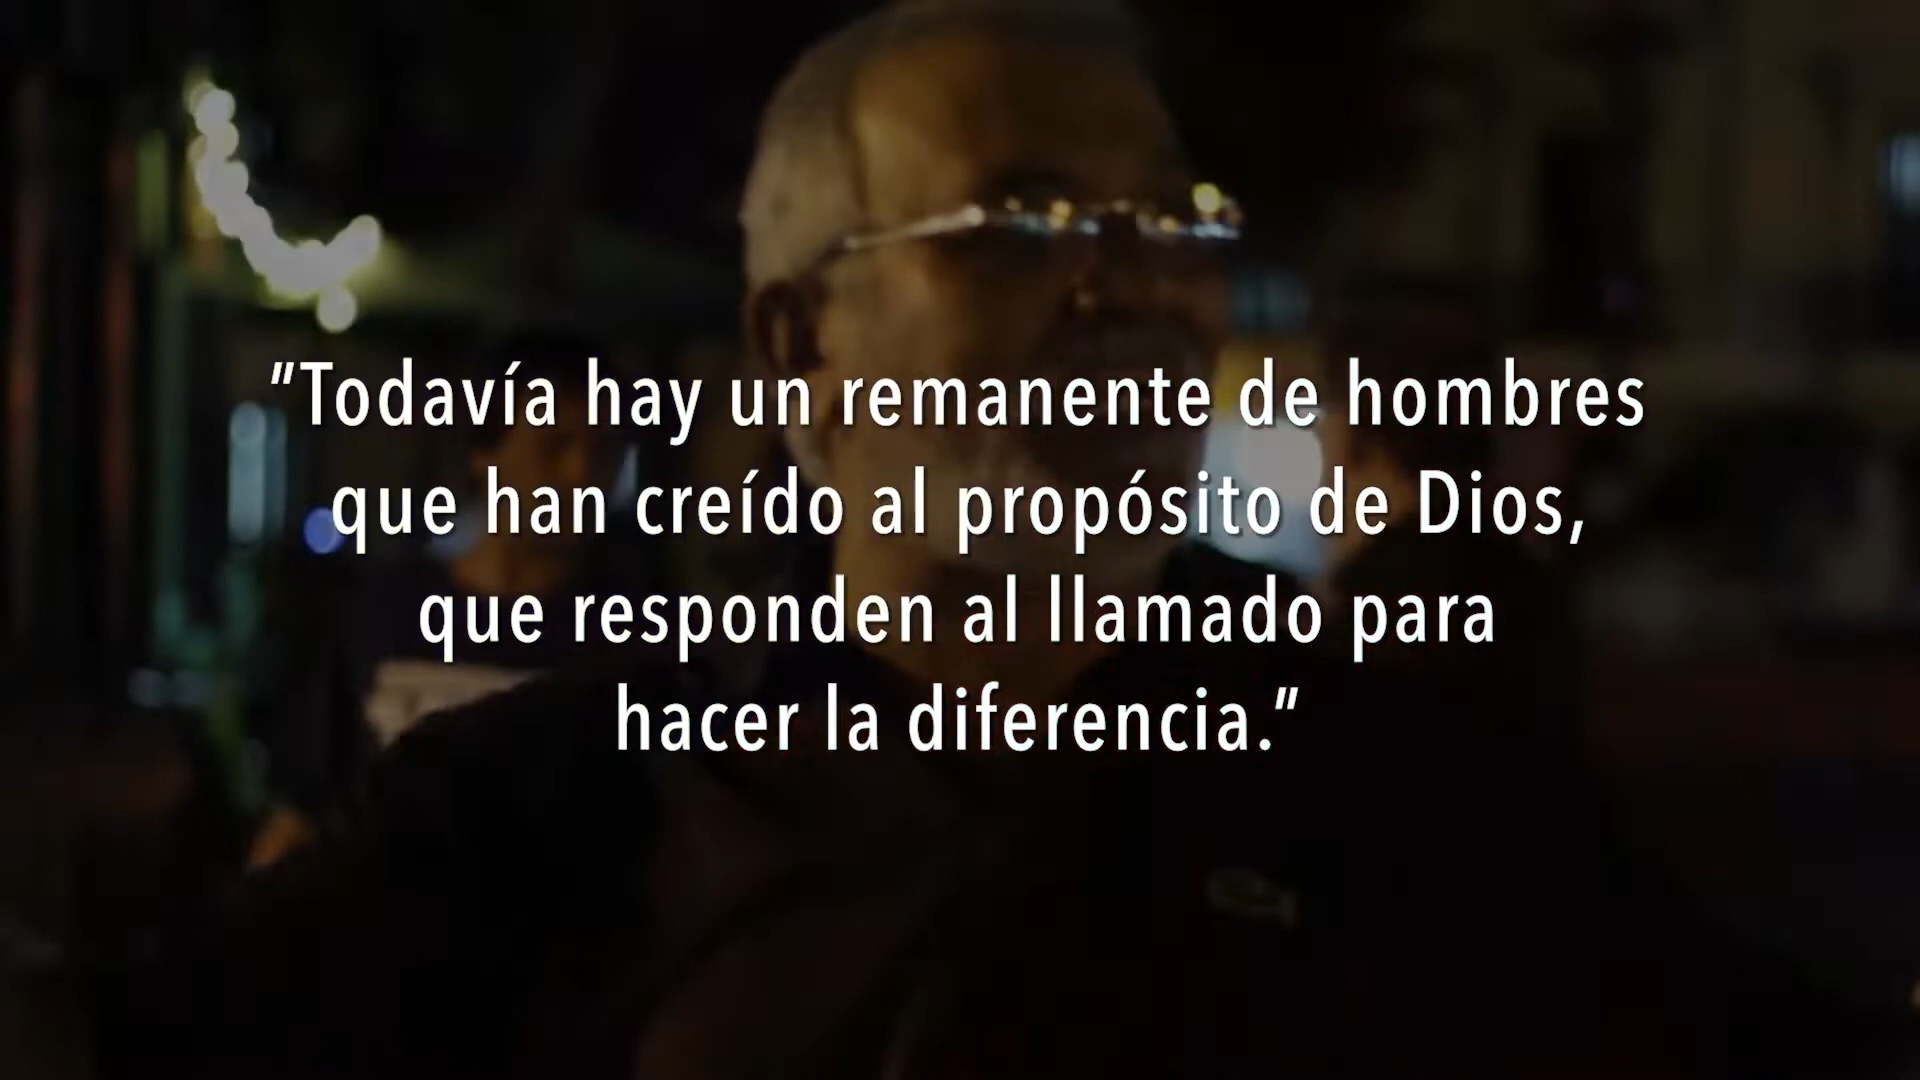 "Todavía hay un remanente de hombres
que han creído al propósito de Dios,
que responden al llamado para
hacer la diferencia."